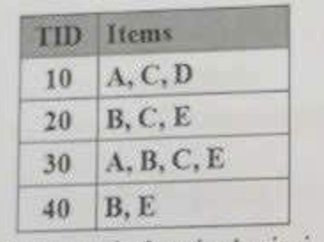 TID Items
10 A, C, D
20 B, C, E
30 A, B, C, E
40 B, E